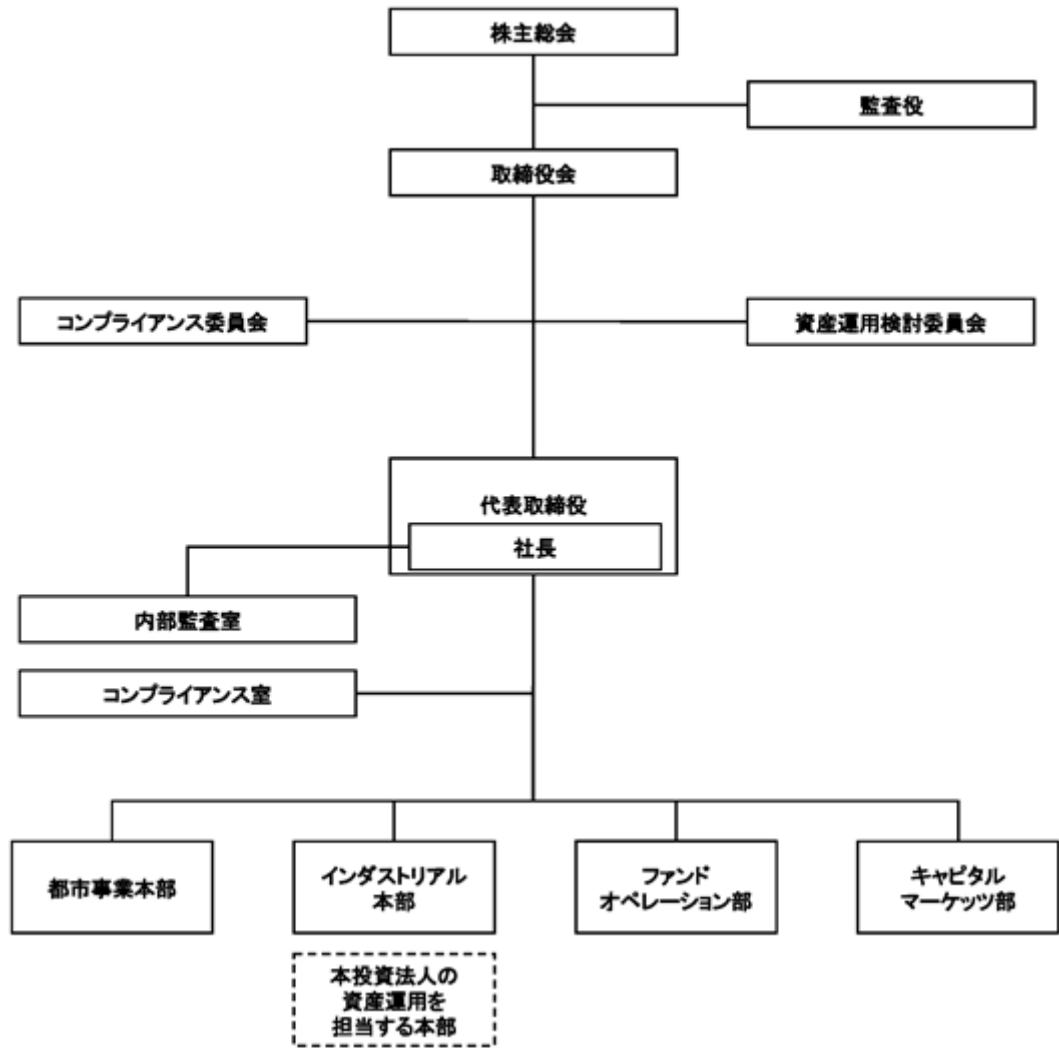 株主総会
監査役
取締役会
コンプライアンス委員会
資産運用検討委員会
代表取締役
社長
内部監査室
コンプライアンス室
都市事業本部
インダストリアル
本部
ファンド
オペレーション部
キャピタル
マーケッツ部
本投資法人の
資産運用を
担当する本部